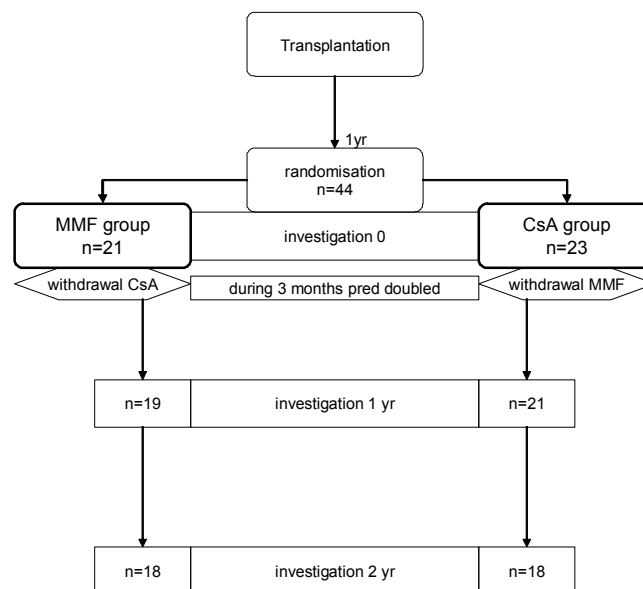 Transplantation
1yr
randomisation
n=44
MMF group
n=21
investigation 0
CsA group
n=23
withdrawal CsA
during 3 months pred doubled
withdrawal MMF
n=19
investigation 1 yr
n=21
n=18
investigation 2 yr
n=18